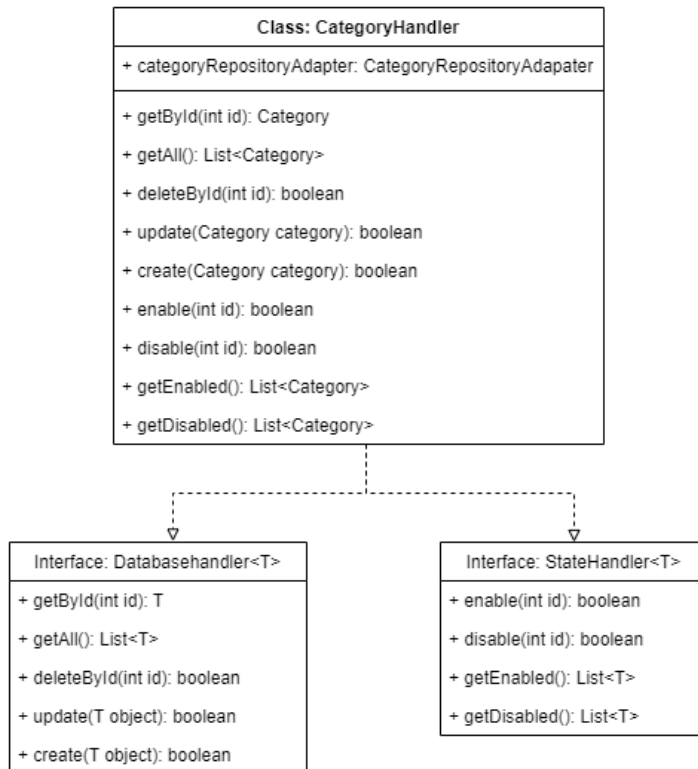 Class: CategoryHandler
+ categoryRepositoryAdapter: CategoryRepositoryAdapater
+ getById(int id): Category
+ getAll(): List<Category>
+ deleteById(int id): boolean
+ update(Category category): boolean
+ create(Category category): boolean
+ enable(int id): boolean
+ disable(int id): boolean
+ getEnabled(): List<Category>
+ getDisabled(): List<Category>
Interface: Databasehandler<T>
+ getById(int id): T
+ getAll(): List<T>
+ deleteById(int id): boolean
+ update(T object): boolean
+ create(T object): boolean
Interface: StateHandler<T>
+ enable(int id): boolean
+ disable(int id): boolean
+ getEnabled(): List<T>
+ getDisabled(): List<T>